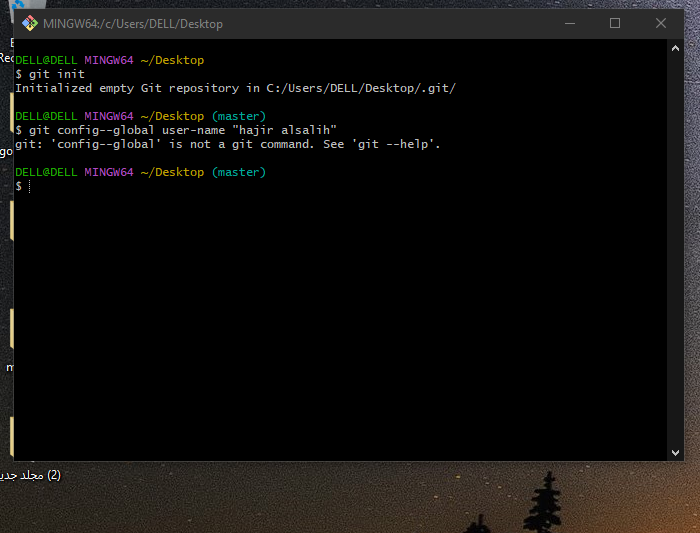 MINGW64:/c/Users/DELL/Desktop
DELL@DELL MINGW64 ~/Desktop
$ git init
Initialized empty Git repository in C:/Users/DELL/Desktop/.git/
DELL@DELL MINGW64 ~/Desktop (master)
$ git config--global user-name "hajir alsalih"
git: 'config--global' is not a git command. See 'git --help'.
DELL@DELL MINGW64 ~/Desktop (master)
$
مجلد جدي (2)